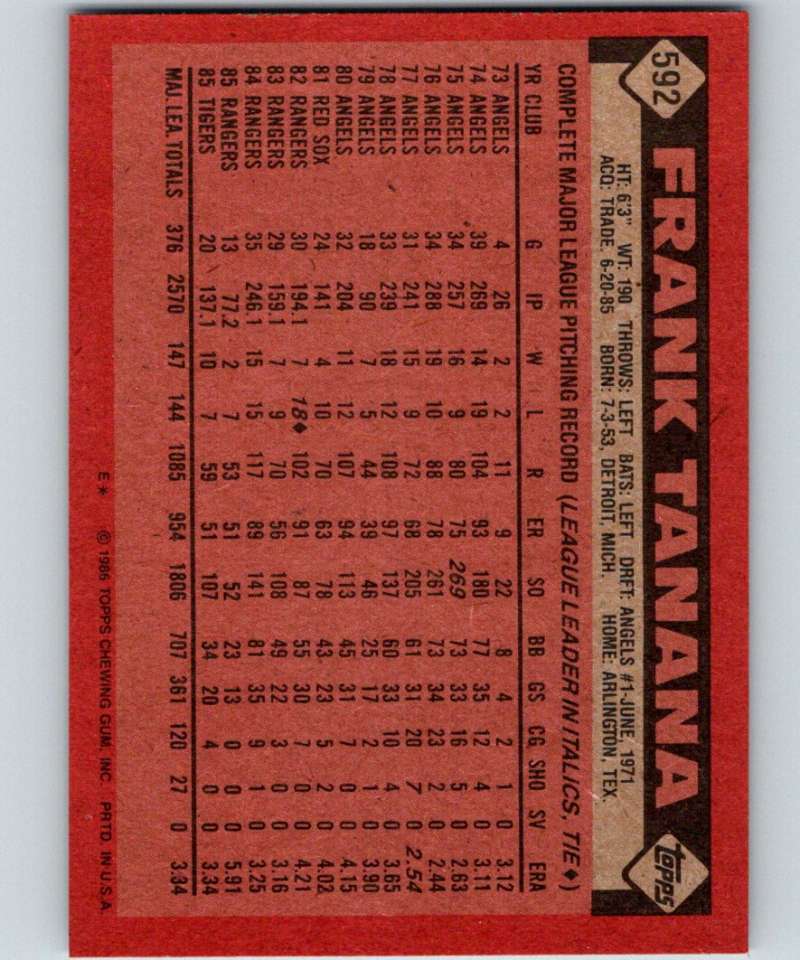 592 FRANK TANANA topps
HT: 6'3" WT: 190 THROWS: LEFT BATS: LEFT DRFT: ANGELS #1-JUNE, 1971
ACQ: TRADE, 6-20-85 BORN: 7-3-53, DETROIT, MICH. HOME: ARLINGTON, TEX.
COMPLETE MAJOR LEAGUE PITCHING RECORD (LEAGUE LEADER IN ITALICS, TIE♦)
YR CLUB G IP W L R ER SO BB GS CG SHO SV ERA
73 ANGELS 4 26 2 2 11 9 22 8 4 2 1 0 3.12
74 ANGELS 39 269 14 19 104 93 180 77 35 12 4 0 3.11
75 ANGELS 34 257 16 9 80 75 269 73 33 16 5 0 2.63
76 ANGELS 34 288 19 10 88 78 261 73 34 23 2 0 2.44
77 ANGELS 31 241 15 9 72 68 205 61 31 20 7 0 2.54
78 ANGELS 33 239 18 12 108 97 137 60 33 10 4 0 3.65
79 ANGELS 18 90 7 5 44 39 46 25 17 2 1 0 3.90
80 ANGELS 32 204 11 12 107 94 113 45 31 7 0 0 4.15
81 RED SOX 24 141 4 10 70 63 78 43 23 5 2 0 4.02
82 RANGERS 30 194.1 7 18♦ 102 91 87 55 30 7 0 0 4.21
83 RANGERS 29 159.1 7 9 70 56 108 49 22 3 0 0 3.16
84 RANGERS 35 246.1 15 15 117 89 141 81 35 9 1 0 3.25
85 RANGERS 13 77.2 2 7 53 51 52 23 13 0 0 0 5.91
85 TIGERS 20 137.1 10 7 59 51 107 34 20 4 0 0 3.34
MAJ. LEA. TOTALS 376 2570 147 144 1085 954 1806 707 361 120 27 0 3.34
E* © 1986 TOPPS CHEWING GUM, INC. PRTD. IN U.S.A.